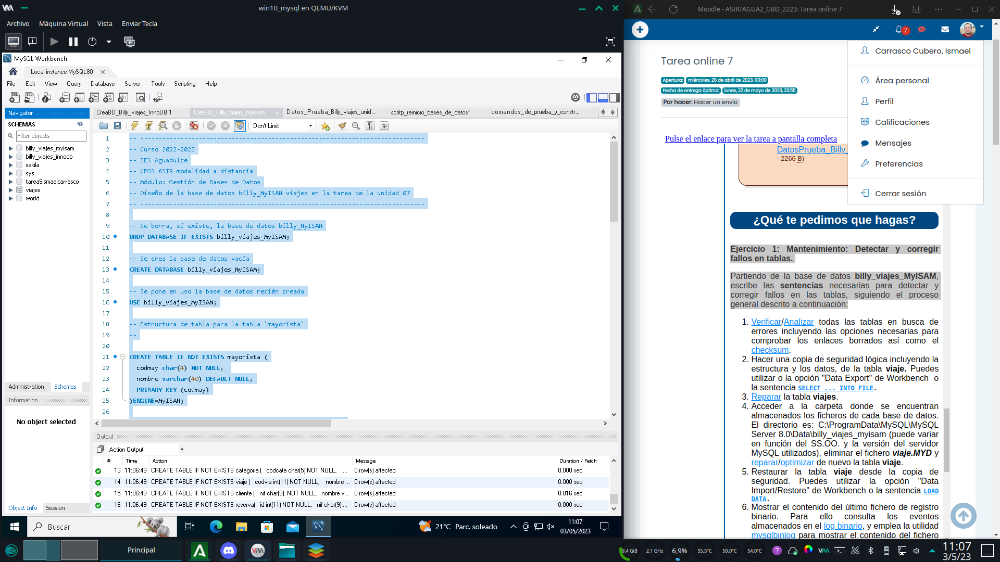 win10_mysql en QEMU/KVM
Archivo Máquina Virtual Vista Enviar Tecla
MySQL Workbench
Local instance MySQL80
File Edit View Query Database Server Tools Scripting Help
Navigator
SCHEMAS
Filter objects
billy_viajes_myisam
billy_viajes_innodb
sakila
sys
tarea5ismaelcarrasco
viajes
world
Administration Schemas
Information
No object selected
Object Info Session
CreaBD_Billy_viajes_InnoDB.1 CreaBD_Billy_viajes_myisam Datos_Prueba_Billy_viajes_unid... scritp_reinicio_bases_de_datos* comandos_de_prueba_y_constr...
Don't Limit
1 -- --------------------------------------------------------------------------------
2 -- Curso 2022-2023
3 -- IES Aguadulce
4 -- CFGS ASIR modalidad a distancia
5 -- Módulo: Gestión de Bases de Datos
6 -- Diseño de la base de datos billy_MyISAM viajes en la tarea de la unidad 07
7 -- --------------------------------------------------------------------------------
8
9 -- Se borra, si existe, la base de datos billy_MyISAM
10 DROP DATABASE IF EXISTS billy_viajes_MyISAM;
11
12 -- Se crea la base de datos vacía
13 CREATE DATABASE billy_viajes_MyISAM;
14
15 -- Se pone en uso la base de datos recién creada
16 USE billy_viajes_MyISAM;
17
18 -- Estructura de tabla para la tabla `mayorista`
19 --
20
21 CREATE TABLE IF NOT EXISTS mayorista (
22 codmay char(4) NOT NULL,
23 nombre varchar(40) DEFAULT NULL,
24 PRIMARY KEY (codmay)
25 )ENGINE=MyISAM;
26
Output
Action Output
# Time Action Message Duration / Fetch
13 11:06:49 CREATE TABLE IF NOT EXISTS categoria ( codcate char(5) NOT NULL, ... 0 row(s) affected 0.000 sec
14 11:06:49 CREATE TABLE IF NOT EXISTS viaje ( codvia int(11) NOT NULL, nombre ... 0 row(s) affected 0.000 sec
15 11:06:49 CREATE TABLE IF NOT EXISTS cliente ( nif char(9) NOT NULL, nombre v... 0 row(s) affected 0.016 sec
16 11:06:49 CREATE TABLE IF NOT EXISTS reserva( id int(11) NOT NULL, nif char(9) ... 0 row(s) affected 0.000 sec
Buscar
21°C Parc. soleado
11:07
03/05/2023
Moodle - ASIR/AGUA2_GBD_2223: Tarea online 7
7
Tarea online 7
Apertura: miércoles, 26 de abril de 2023, 00:00
Fecha de entrega óptima: lunes, 22 de mayo de 2023, 23:55
Por hacer: Hacer un envío
Carrasco Cubero, Ismael
Área personal
Perfil
Calificaciones
Mensajes
Preferencias
Cerrar sesión
Pulse el enlace para ver la tarea a pantalla completa
DatosPrueba_Billy_
- 2266 B)
¿Qué te pedimos que hagas?
Ejercicio 1: Mantenimiento: Detectar y corregir
fallos en tablas.
Partiendo de la base de datos billy_viajes_MyISAM,
escribe las sentencias necesarias para detectar y
corregir fallos en las tablas, siguiendo el proceso
general descrito a continuación:
1. Verificar/Analizar todas las tablas en busca de
errores incluyendo las opciones necesarias para
comprobar los enlaces borrados así como el
checksum.
2. Hacer una copia de seguridad lógica incluyendo la
estructura y los datos, de la tabla viaje. Puedes
utilizar o la opción "Data Export" de Workbench o
la sentencia SELECT ... INTO FILE.
3. Reparar la tabla viajes.
4. Acceder a la carpeta donde se encuentran
almacenados los ficheros de cada base de datos.
El directorio es: C:\ProgramData\MySQL\MySQL
Server 8.0\Data\billy_viajes_myisam (puede variar
en función del SS.OO. y la versión del servidor
MySQL utilizados), eliminar el fichero viaje.MYD y
reparar/optimizar de nuevo la tabla viaje.
5. Restaurar la tabla viaje desde la copia de
seguridad. Puedes utilizar la opción "Data
Import/Restore" de Workbench o la sentencia LOAD
DATA.
6. Mostrar el contenido del último fichero de registro
binario. Para ello consulta los eventos
almacenados en el log binario, y emplea la utilidad
mysqlbinlog para mostrar el contenido del fichero
Principal
9,4 GiB 2,1 GHz 6,9% 55,5°C 50,0°C 54,0°C
11:07
3/5/23